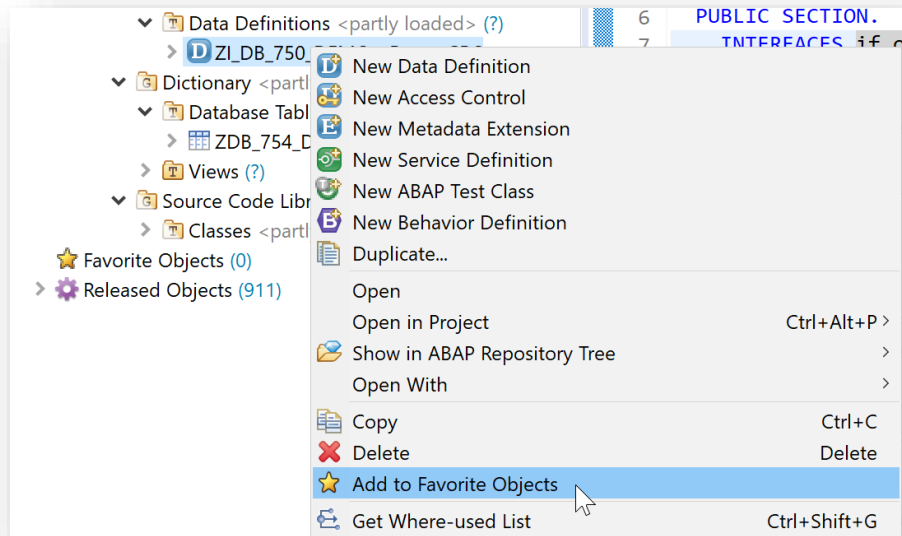 Data Definitions <partly loaded> (?)
ZI_DB_750_
Dictionary <partl
Database Tabl
ZDB_754_D
Views (?)
Source Code Libr
Classes <partl
Favorite Objects (0)
Released Objects (911)
6 PUBLIC SECTION.
7 INTERFACES if
New Data Definition
New Access Control
New Metadata Extension
New Service Definition
New ABAP Test Class
New Behavior Definition
Duplicate...
Open
Open in Project Ctrl+Alt+P
Show in ABAP Repository Tree
Open With
Copy Ctrl+C
Delete Delete
Add to Favorite Objects
Get Where-used List Ctrl+Shift+G